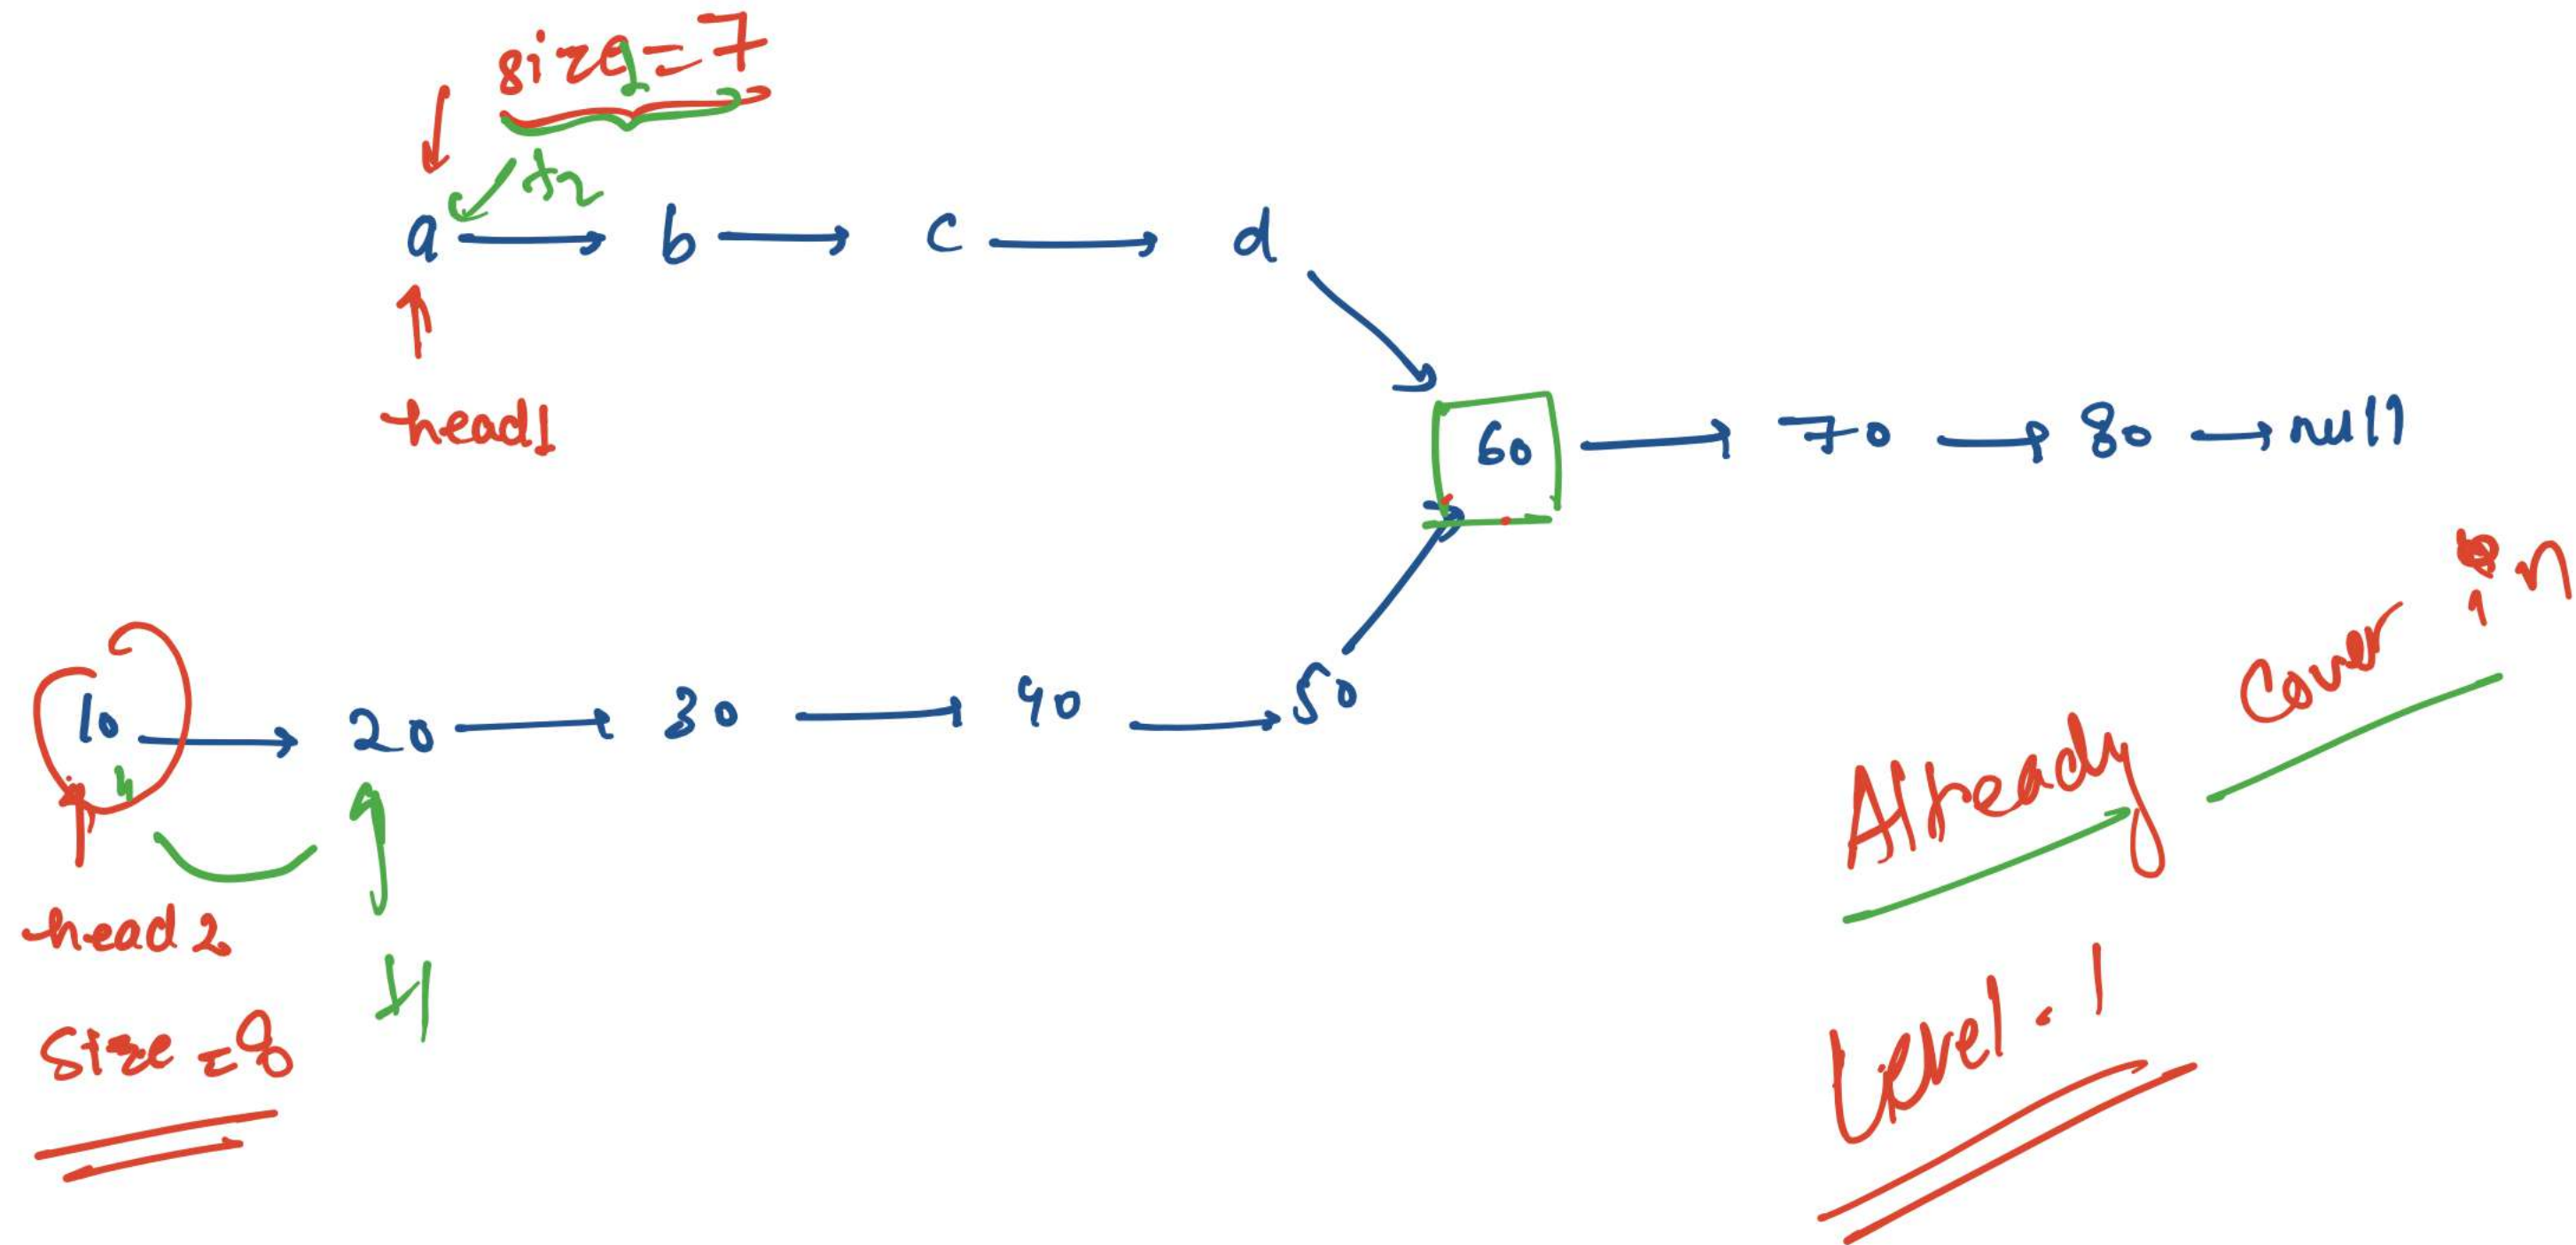 size = 7
t2
a → b → c → d
head1
60 → 70 → 80 → null
10 → 20 → 30 → 40 → 50
head2
t1
size = 8
Already cover in
Level-1